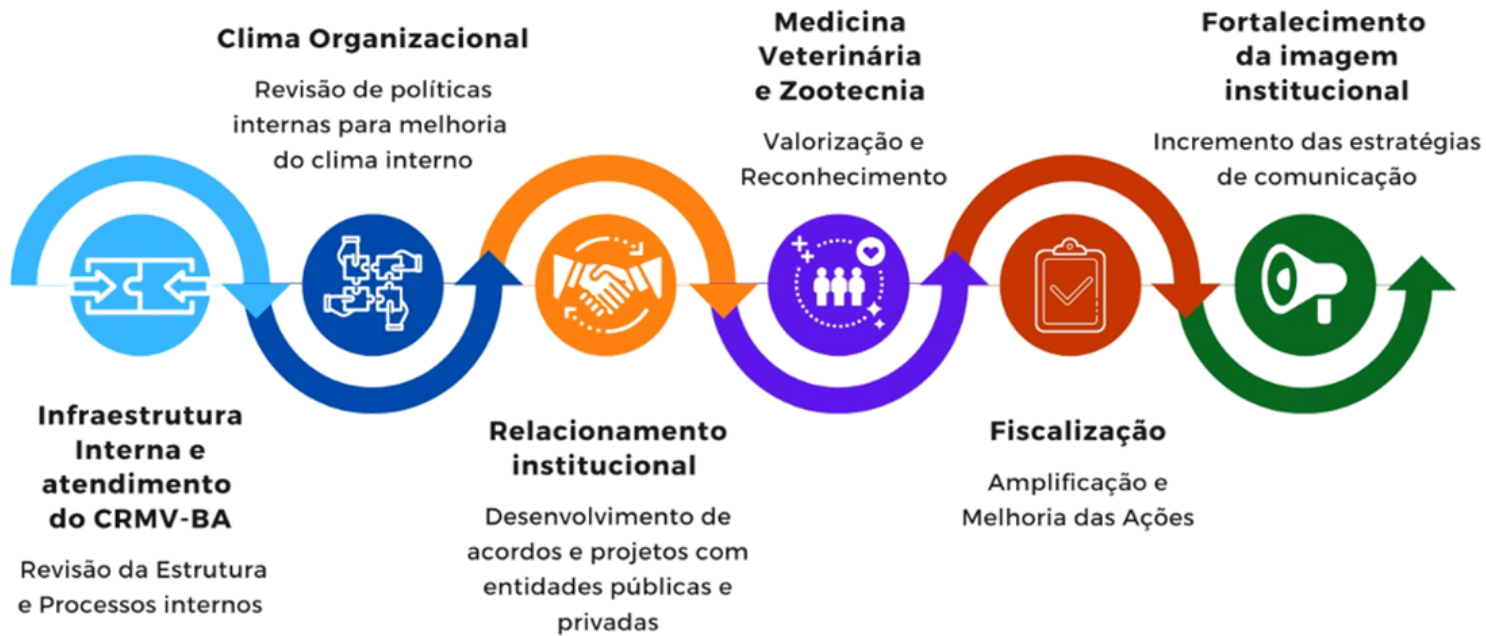 Infraestrutura
Interna e
atendimento
do CRMV-BA
Revisão da Estrutura
e Processos internos
Clima Organizacional
Revisão de políticas
internas para melhoria
do clima interno
Relacionamento
institucional
Desenvolvimento de
acordos e projetos com
entidades públicas e
privadas
Medicina
Veterinária
e Zootecnia
Valorização e
Reconhecimento
Fiscalização
Amplificação e
Melhoria das Ações
Fortalecimento
da imagem
institucional
Incremento das estratégias
de comunicação